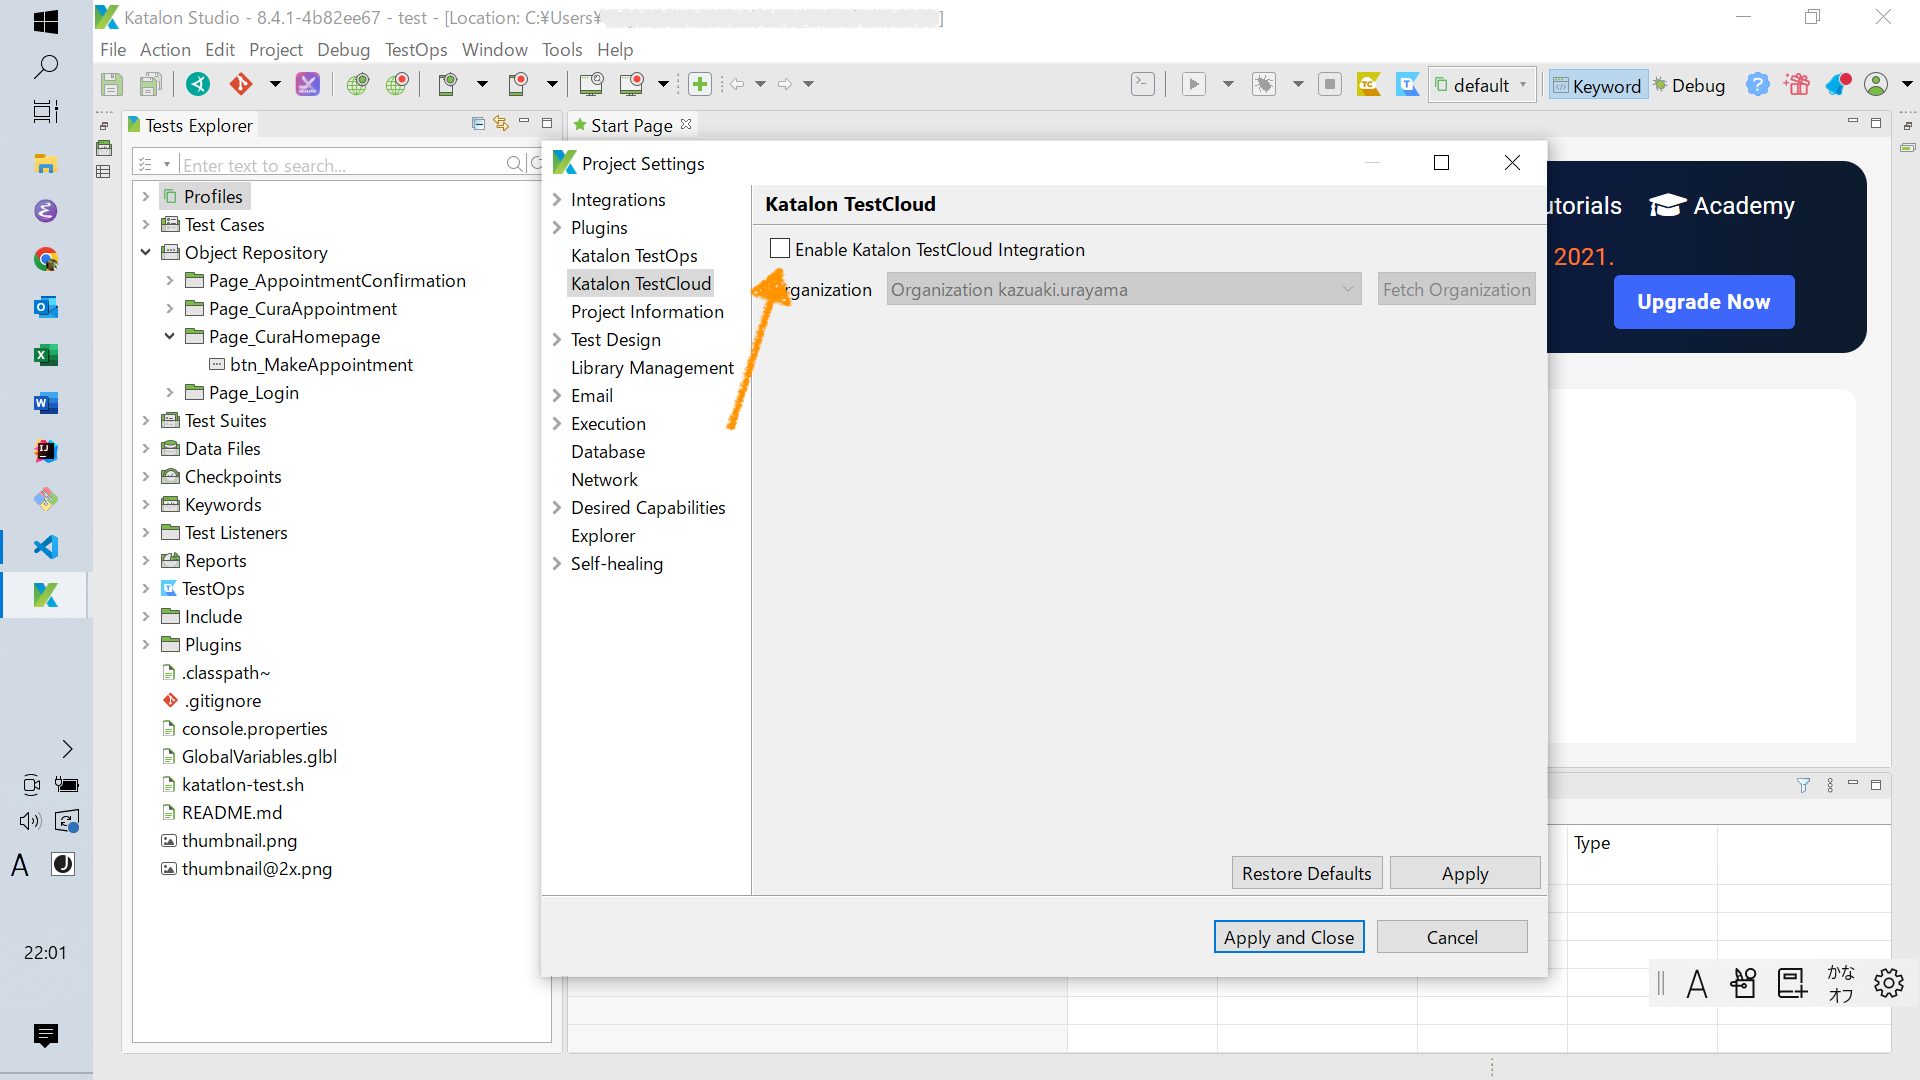 Katalon Studio - 8.4.1-4b82ee67 - test - [Location: C:¥Users¥
]
File Action Edit Project Debug TestOps Window Tools Help
default
Keyword
Debug
Tests Explorer
Start Page
Enter text to search...
Profiles
Test Cases
Object Repository
Page_AppointmentConfirmation
Page_CuraAppointment
Page_CuraHomepage
btn_MakeAppointment
Page_Login
Test Suites
Data Files
Checkpoints
Keywords
Test Listeners
Reports
TestOps
Include
Plugins
.classpath~
.gitignore
console.properties
GlobalVariables.glbl
katatlon-test.sh
README.md
thumbnail.png
thumbnail@2x.png
Project Settings
Integrations
Plugins
Katalon TestOps
Katalon TestCloud
Project Information
Test Design
Library Management
Email
Execution
Database
Network
Desired Capabilities
Explorer
Self-healing
Katalon TestCloud
Enable Katalon TestCloud Integration
rganization
Organization kazuaki.urayama
Fetch Organization
Restore Defaults
Apply
Apply and Close
Cancel
utorials
Academy
2021.
Upgrade Now
Type
A
22:01
A
かな
オフ